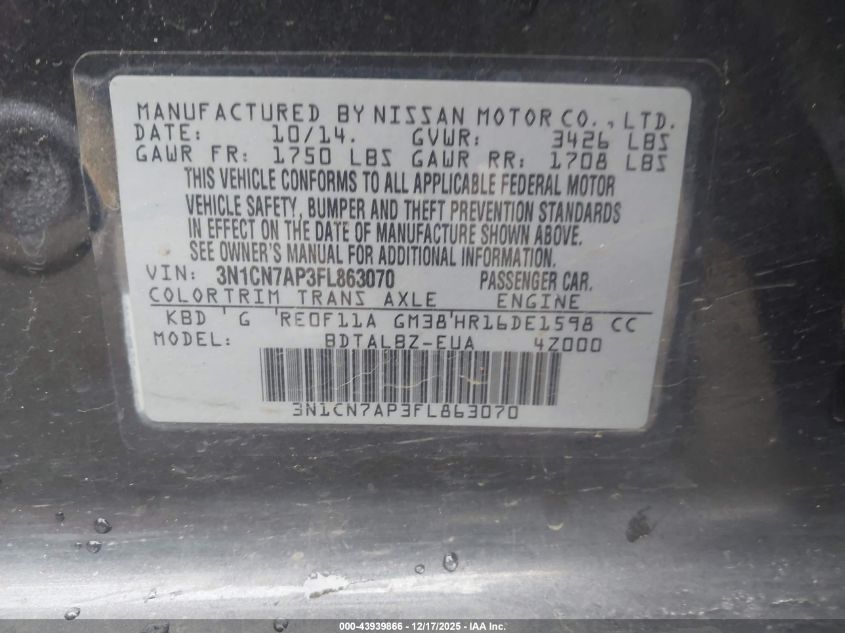 MANUFACTURED BY NISSAN MOTOR CO., LTD.
DATE: 10/14. GVWR: 3426 LBS
GAWR FR: 1750 LBS GAWR RR: 1708 LBS
THIS VEHICLE CONFORMS TO ALL APPLICABLE FEDERAL MOTOR
VEHICLE SAFETY, BUMPER AND THEFT PREVENTION STANDARDS
IN EFFECT ON THE DATE OF MANUFACTURE SHOWN ABOVE.
SEE OWNER'S MANUAL FOR ADDITIONAL INFORMATION.
VIN: 3N1CN7AP3FL863070 PASSENGER CAR.
COLOR TRIM TRANS AXLE ENGINE
KBD ' G 'RE0F11A GM38'HR16DE1598 CC
MODEL: BDTALBZ-EUA 4Z000
3N1CN7AP3FL863070
000-43939866 - 12/17/2025 - IAA Inc.